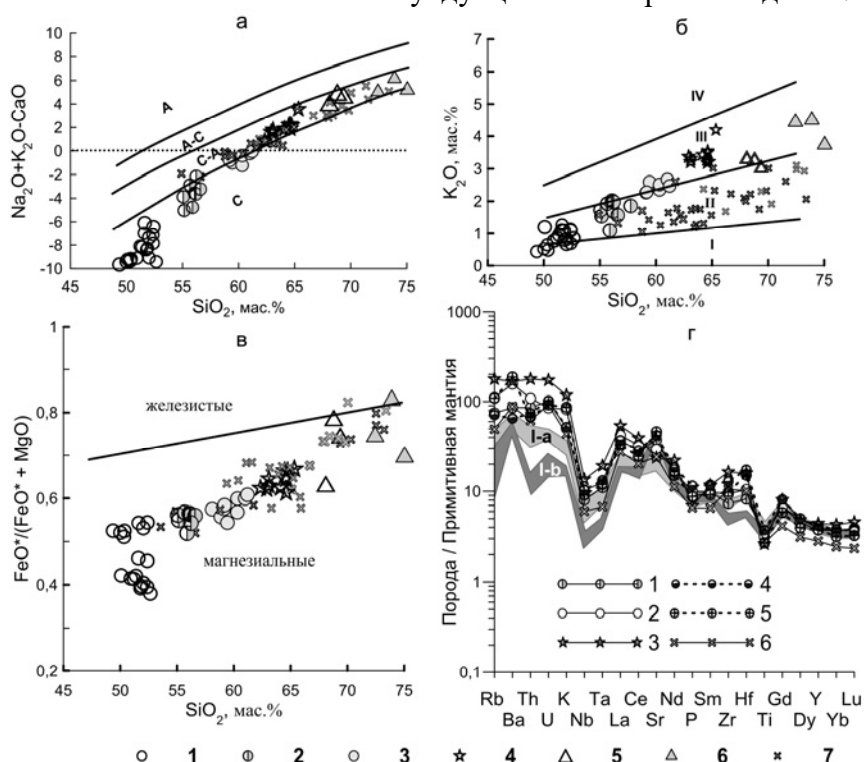 а
Na₂O+K₂O-CaO
10
8
6
4
2
0
-2
-4
-6
-8
-10
A
A-C
C-A
C
45 50 55 60 65 70 75
SiO₂, мас.%
б
K₂O, мас.%
7
6
5
4
3
2
1
0
IV
III
II
I
45 50 55 60 65 70 75
SiO₂, мас.%
в
FeO*/(FeO* + MgO)
1
0,8
0,6
0,4
0,2
железистые
магнезиальные
45 50 55 60 65 70 75
SiO₂, мас.%
г
Порода / Примитивная мантия
1000
100
10
1
0,1
I-a
I-b
1 4
2 5
3 6
Rb Th K Ta Ce Nd Sm Hf Gd Y Lu
Ba U Nb La Sr P Zr Ti Dy Yb
1 2 3 4 5 6 7